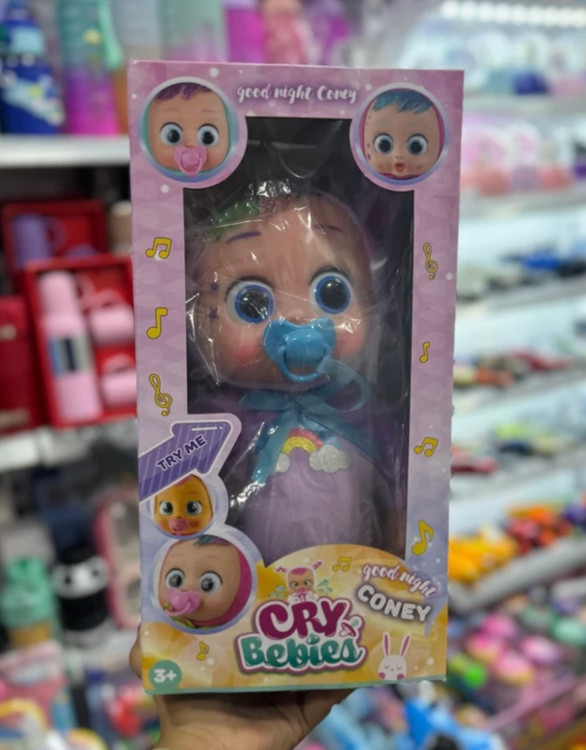 good night Coney
TRY ME
good night
CONEY
CRY
Bebies
3+